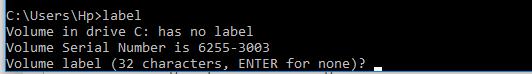 C:\Users\Hp>label
Volume in drive C: has no label
Volume Serial Number is 6255-3003
Volume label (32 characters, ENTER for none)?